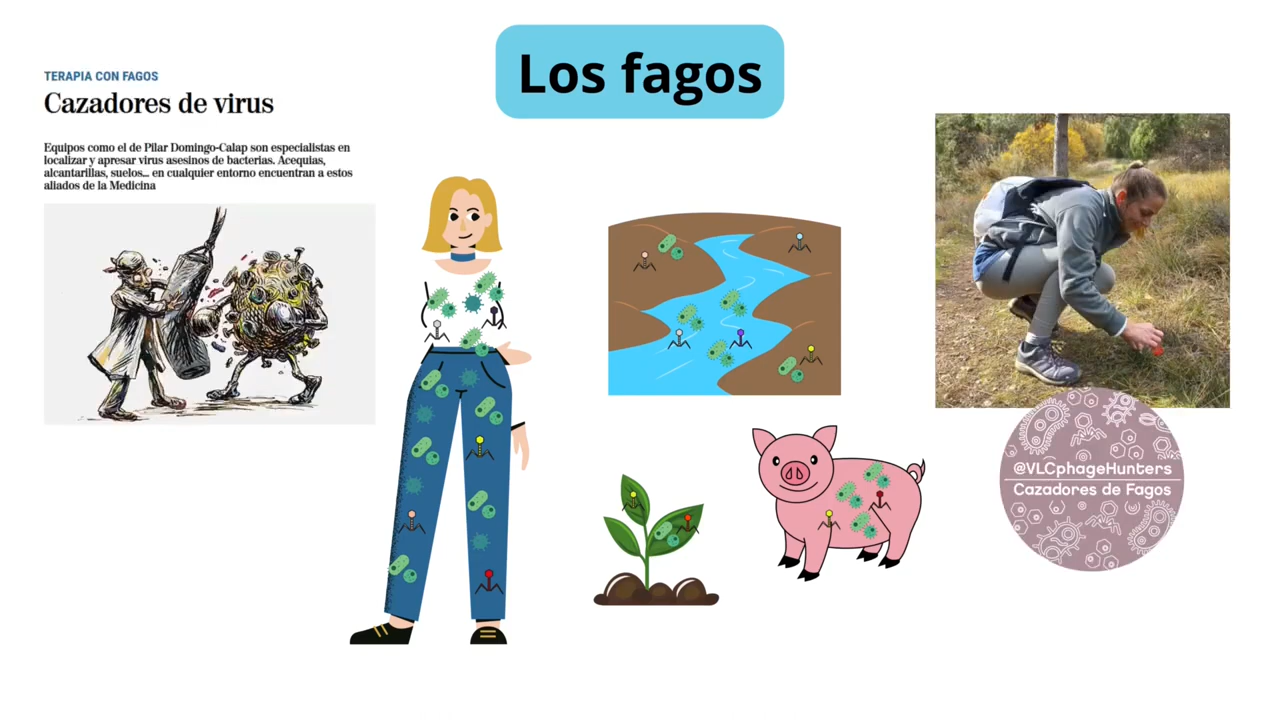 Los fagos
TERAPIA CON FAGOS
Cazadores de virus
Equipos como el de Pilar Domingo-Calap son especialistas en
localizar y apresar virus asesinos de bacterias. Acequias,
alcantarillas, suelos... en cualquier entorno encuentran a estos
aliados de la Medicina
@VLCphageHunters
Cazadores de Fagos